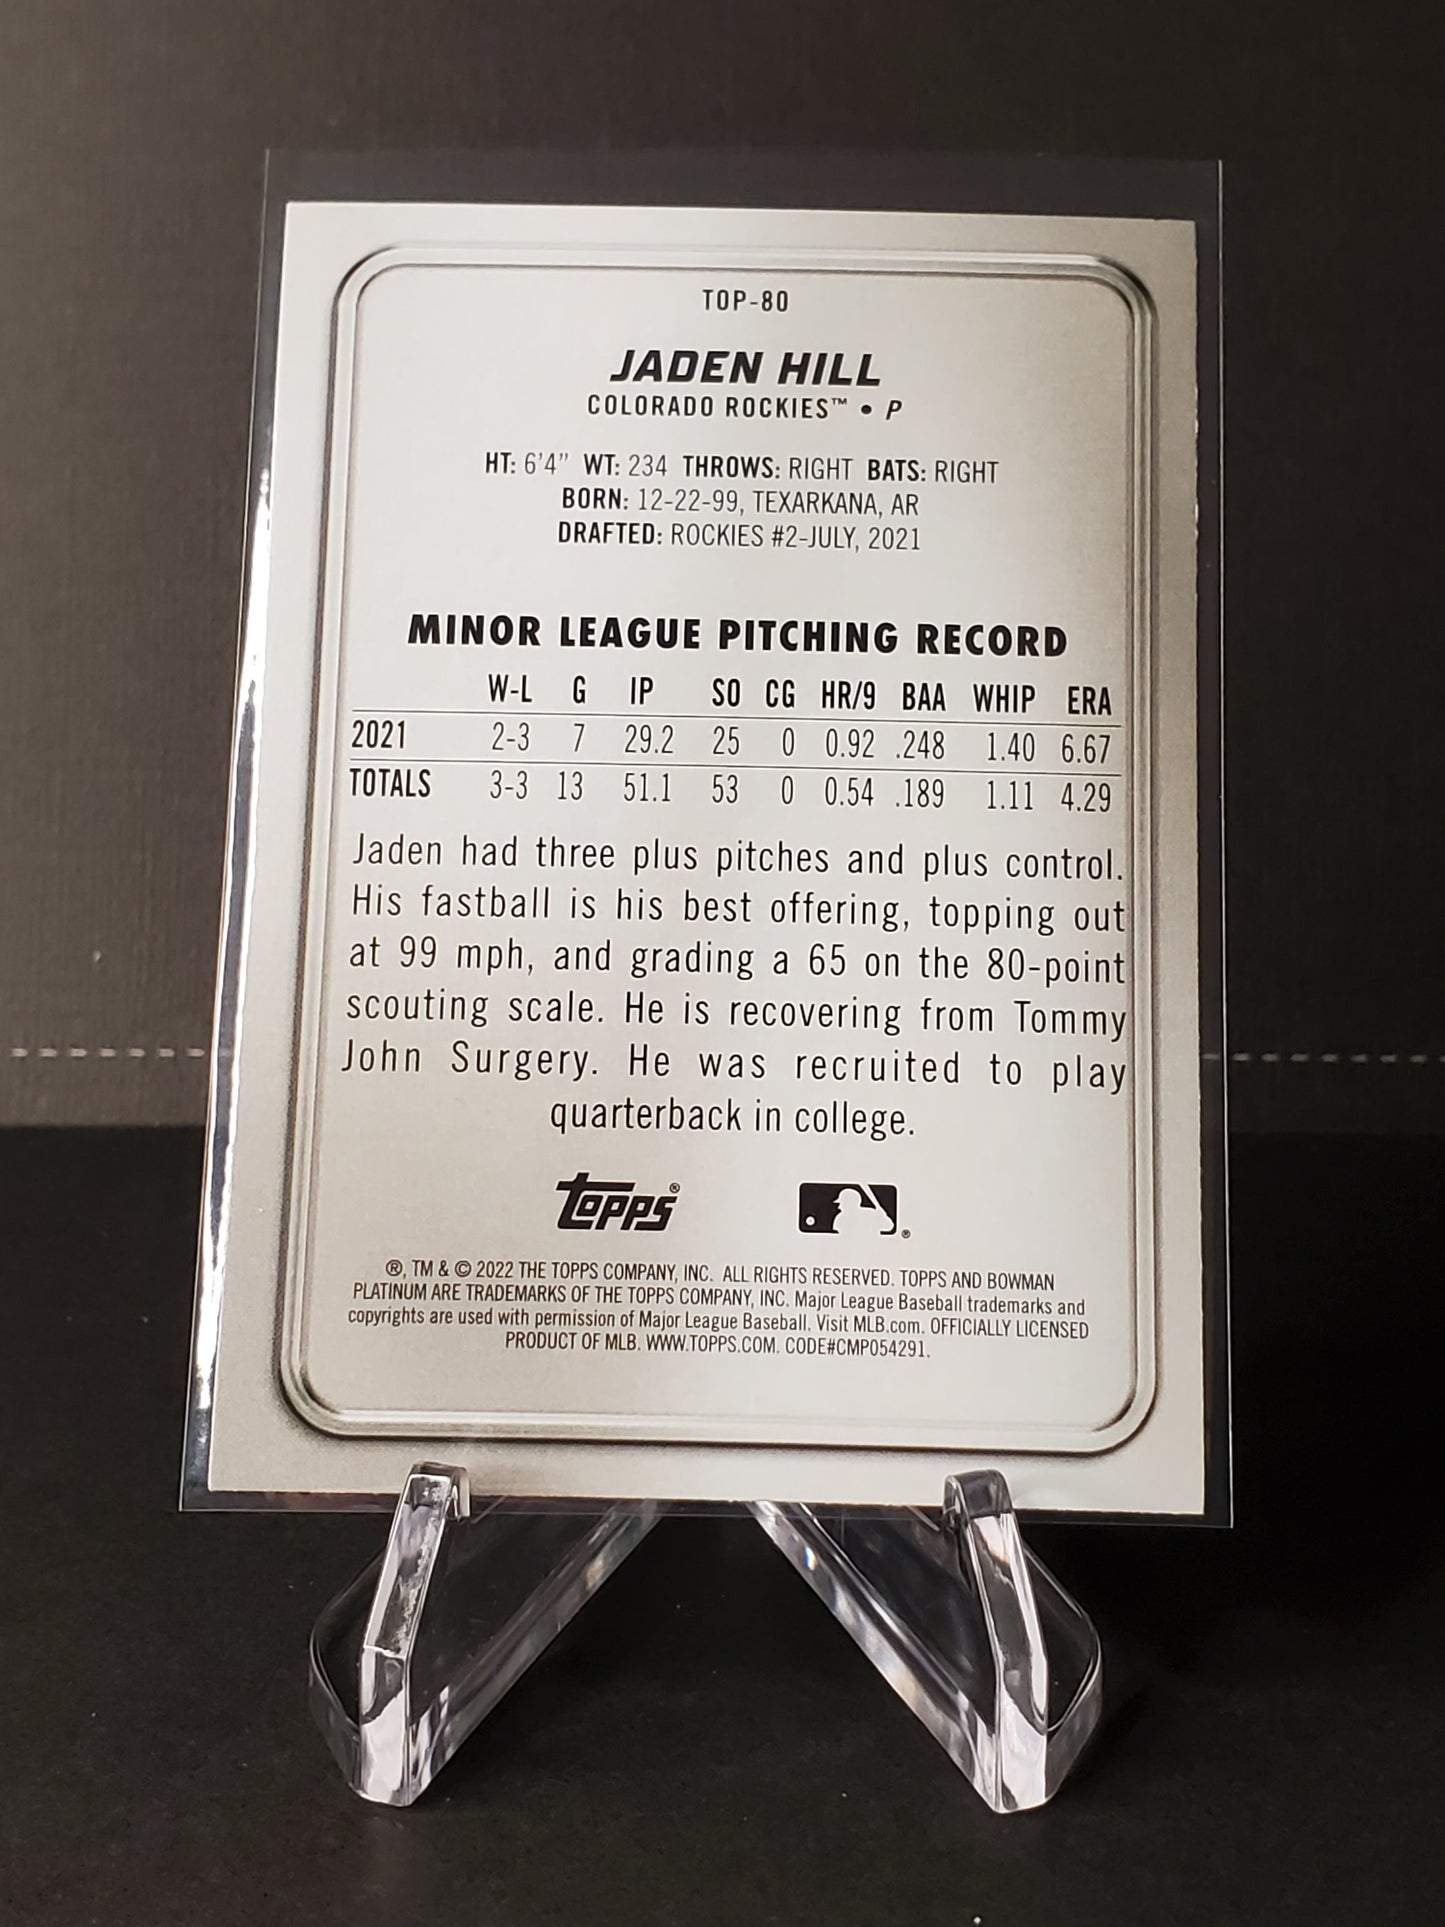 TOP-80
JADEN HILL
COLORADO ROCKIES™ • P
HT: 6'4" WT: 234 THROWS: RIGHT BATS: RIGHT
BORN: 12-22-99, TEXARKANA, AR
DRAFTED: ROCKIES #2-JULY, 2021
MINOR LEAGUE PITCHING RECORD
W-L G IP SO CG HR/9 BAA WHIP ERA
2021 2-3 7 29.2 25 0 0.92 .248 1.40 6.67
TOTALS 3-3 13 51.1 53 0 0.54 .189 1.11 4.29
Jaden had three plus pitches and plus control.
His fastball is his best offering, topping out
at 99 mph, and grading a 65 on the 80-point
scouting scale. He is recovering from Tommy
John Surgery. He was recruited to play
quarterback in college.
topps®
®
®, TM & © 2022 THE TOPPS COMPANY, INC. ALL RIGHTS RESERVED. TOPPS AND BOWMAN
PLATINUM ARE TRADEMARKS OF THE TOPPS COMPANY, INC. Major League Baseball trademarks and
copyrights are used with permission of Major League Baseball. Visit MLB.com. OFFICIALLY LICENSED
PRODUCT OF MLB. WWW.TOPPS.COM. CODE#CMP054291.